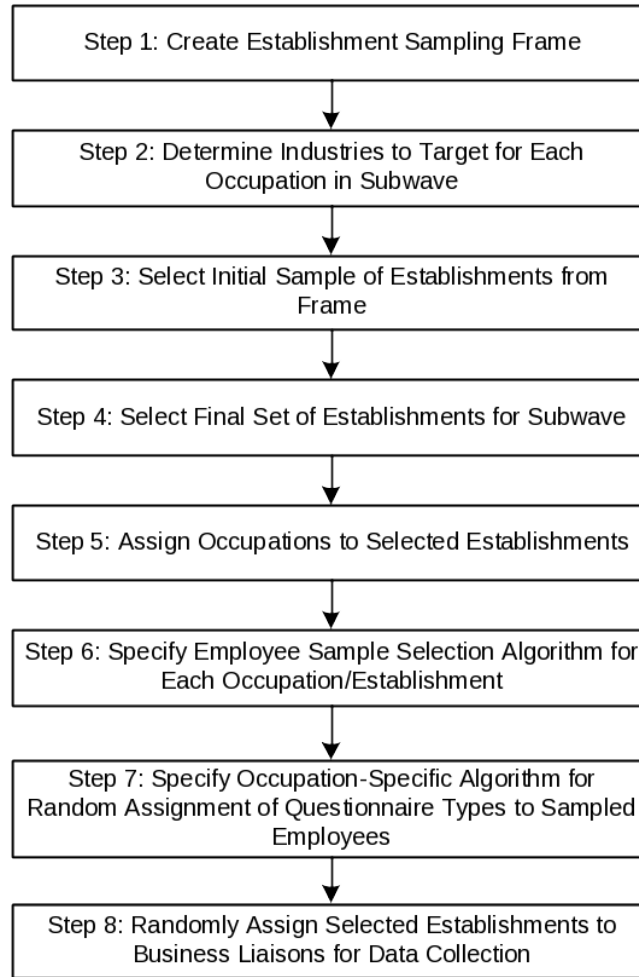 Step 1: Create Establishment Sampling Frame
Step 2: Determine Industries to Target for Each
Occupation in Subwave
Step 3: Select Initial Sample of Establishments from
Frame
Step 4: Select Final Set of Establishments for Subwave
Step 5: Assign Occupations to Selected Establishments
Step 6: Specify Employee Sample Selection Algorithm for
Each Occupation/Establishment
Step 7: Specify Occupation-Specific Algorithm for
Random Assignment of Questionnaire Types to Sampled
Employees
Step 8: Randomly Assign Selected Establishments to
Business Liaisons for Data Collection